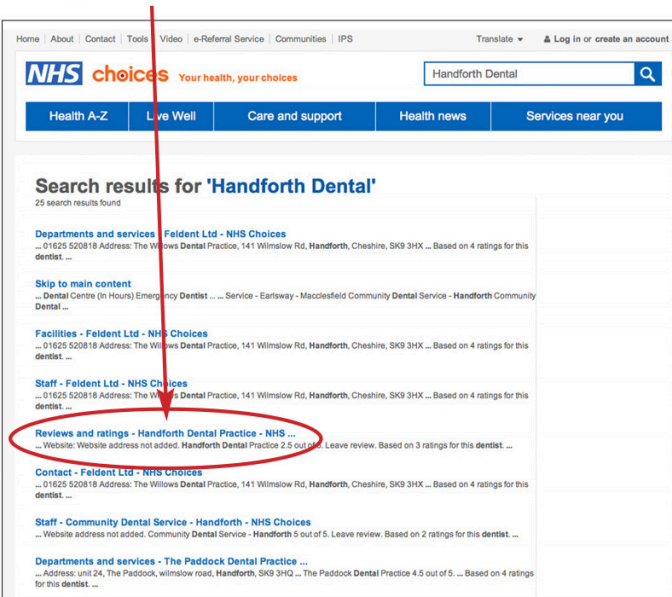 Home | About | Contact | Tools | Video | e-Referral Service | Communities | IPS Translate ▾ Log in or create an account
NHS choices Your health, your choices Handforth Dental
Health A-Z Live Well Care and support Health news Services near you
Search results for 'Handforth Dental'
25 search results found
Departments and services - Feldent Ltd - NHS Choices
... 01625 520818 Address: The Willows Dental Practice, 141 Wilmslow Rd, Handforth, Cheshire, SK9 3HX ... Based on 4 ratings for this
dentist. ...
Skip to main content
... Dental Centre (In Hours) Emergency Dentist ... ... Service - Earlsway - Macclesfield Community Dental Service - Handforth Community
Dental ...
Facilities - Feldent Ltd - NHS Choices
... 01625 520818 Address: The Willows Dental Practice, 141 Wilmslow Rd, Handforth, Cheshire, SK9 3HX ... Based on 4 ratings for this
dentist. ...
Staff - Feldent Ltd - NHS Choices
... 01625 520818 Address: The Willows Dental Practice, 141 Wilmslow Rd, Handforth, Cheshire, SK9 3HX ... Based on 4 ratings for this
dentist. ...
Reviews and ratings - Handforth Dental Practice - NHS ...
... Website: Website address not added. Handforth Dental Practice 2.5 out of 5. Leave review. Based on 3 ratings for this dentist. ...
Contact - Feldent Ltd - NHS Choices
... 01625 520818 Address: The Willows Dental Practice, 141 Wilmslow Rd, Handforth, Cheshire, SK9 3HX ... Based on 4 ratings for this
dentist. ...
Staff - Community Dental Service - Handforth - NHS Choices
... Website address not added. Community Dental Service - Handforth 5 out of 5. Leave review. Based on 2 ratings for this dentist. ...
Departments and services - The Paddock Dental Practice ...
... Address: unit 24, The Paddock, wilmslow road, Handforth, SK9 3HQ ... The Paddock Dental Practice 4.5 out of 5. ... Based on 4 ratings
for this dentist. ...